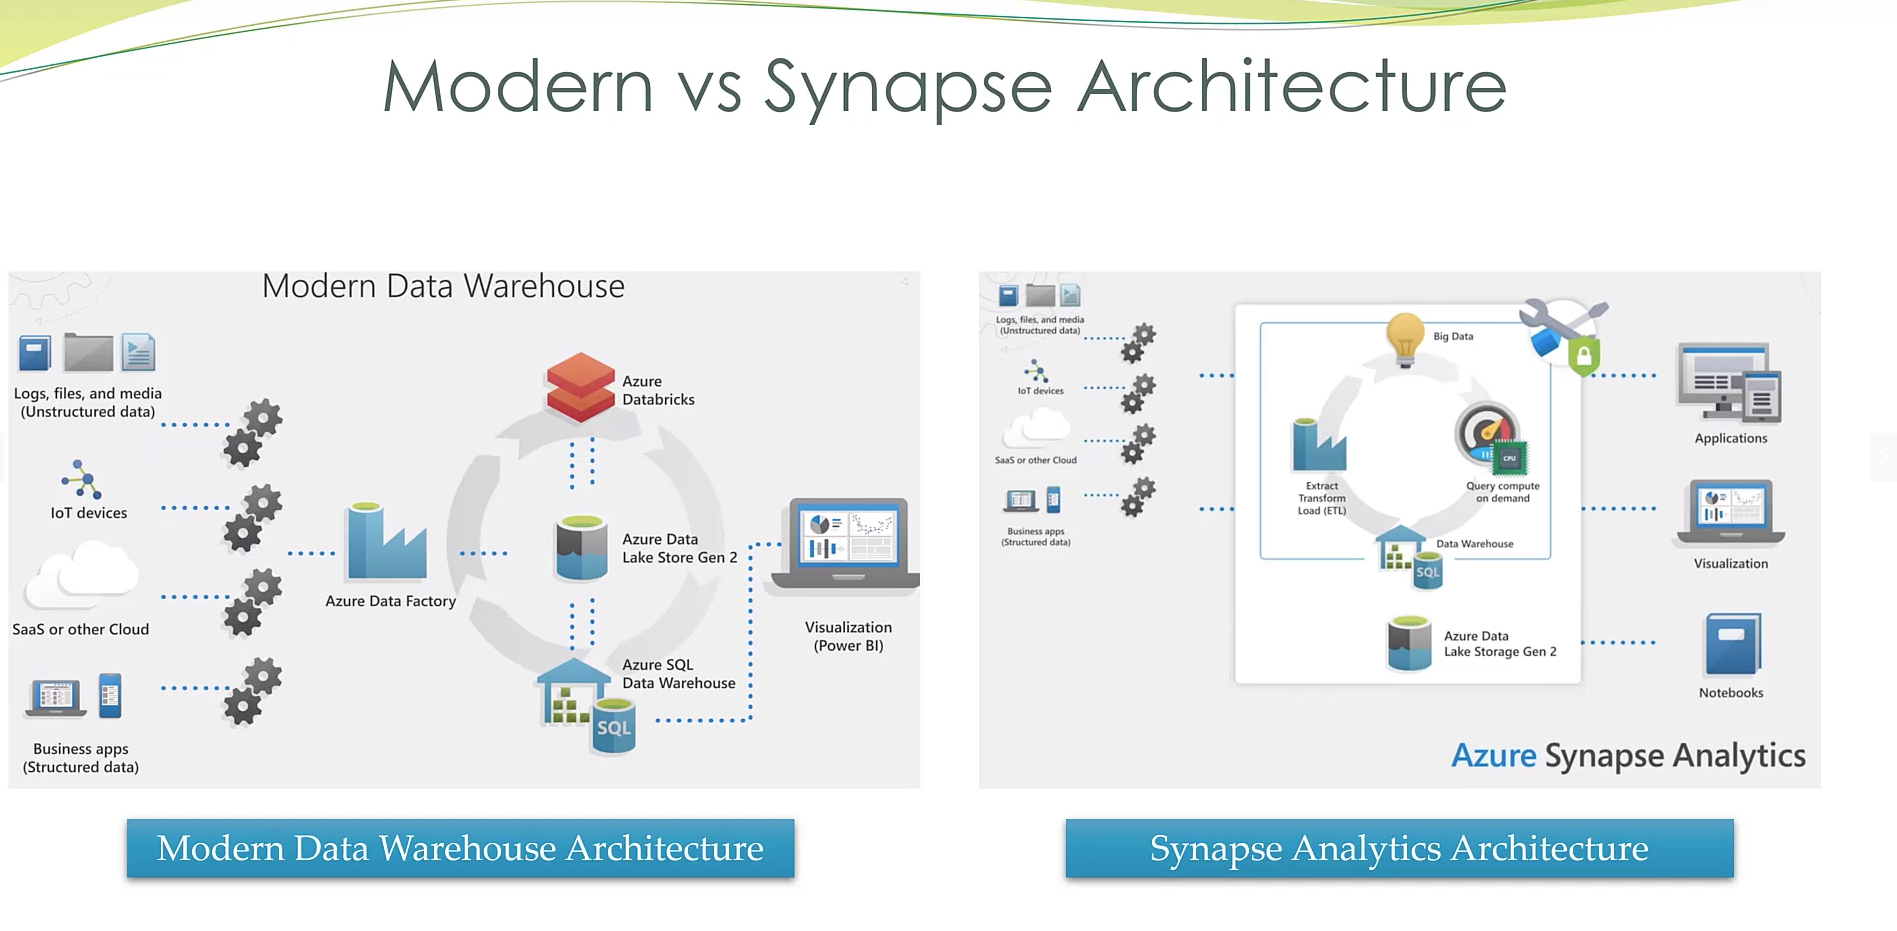 Modern vs Synapse Architecture
Modern Data Warehouse
Logs, files, and media
(Unstructured data)
IoT devices
SaaS or other Cloud
Business apps
(Structured data)
Azure Data Factory
Azure
Databricks
Azure Data
Lake Store Gen 2
Azure SQL
Data Warehouse
SQL
Visualization
(Power BI)
Modern Data Warehouse Architecture
Logs, files, and media
(Unstructured data)
IoT devices
SaaS or other Cloud
Business apps
(Structured data)
Big Data
Extract
Transform
Load (ETL)
CPU
Query compute
on demand
Data Warehouse
SQL
Azure Data
Lake Storage Gen 2
Applications
Visualization
Notebooks
Azure Synapse Analytics
Synapse Analytics Architecture